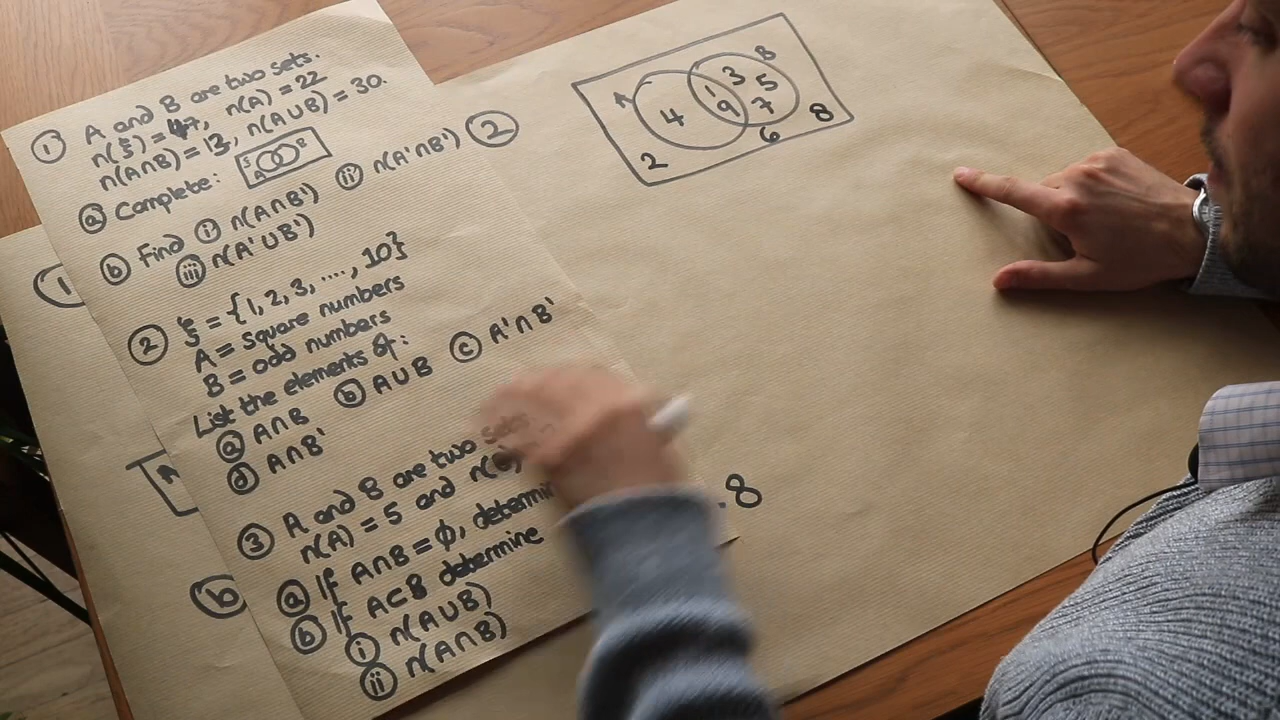 ① A and B are two sets.
n(ξ) = 47, n(A) = 22
n(A∩B) = 13, n(A∪B) = 30.
ⓐ Complete:
ξ A B
ⓑ Find ⓘ n(A∩B') ⓘⓘ n(A'∩B')
ⓘⓘⓘ n(A'∪B')
② ξ = {1, 2, 3, ...., 10}
A = square numbers
B = odd numbers
List the elements of:
ⓐ A∩B ⓑ A∪B ⓒ A'∩B'
ⓓ A∩B'
③ A and B are two sets
n(A) = 5 and
ⓐ If A∩B = ∅,
ⓑ If A⊂B determine
ⓘ n(A∪B)
ⓘⓘ n(A∩B)
①
ⓑ
②
A B
4 1 9 3 5 7
2 6 8
.8